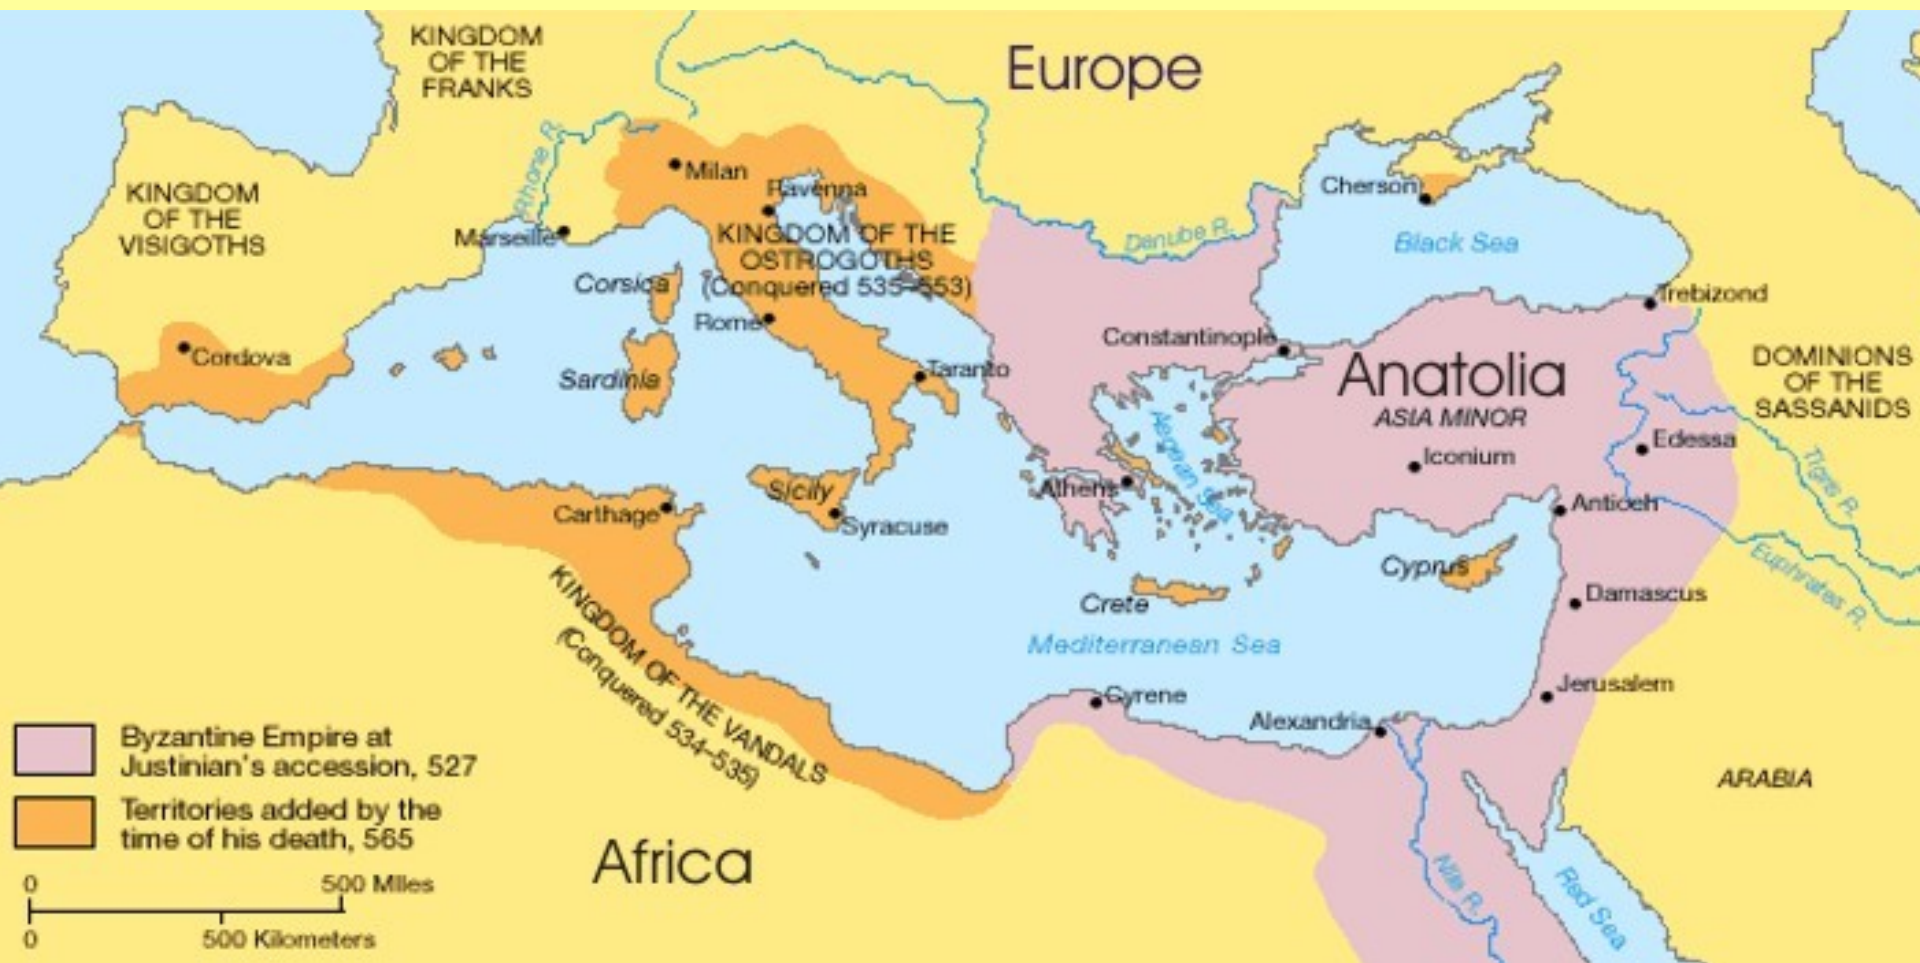 KINGDOM
OF THE
FRANKS
Europe
Rhone R.
Milan
Ravenna
KINGDOM
OF THE
VISIGOTHS
Cherson
Marseille
KINGDOM OF THE
OSTROGOTHS
(Conquered 535–553)
Danube R.
Black Sea
Corsica
Rome
Trebizond
Constantinople
Cordova
Sardinia
Taranto
Anatolia
ASIA MINOR
DOMINIONS
OF THE
SASSANIDS
Aegean Sea
Iconium
Edessa
Tigris R.
Sicily
Athens
Carthage
Syracuse
Antioch
Cyprus
Euphrates R.
Crete
Damascus
KINGDOM OF THE VANDALS
(Conquered 534–535)
Mediterranean Sea
Cyrene
Jerusalem
Alexandria
Byzantine Empire at
Justinian's accession, 527
ARABIA
Territories added by the
time of his death, 565
Africa
Nile R.
Red Sea
0
500 Miles
0
500 Kilometers